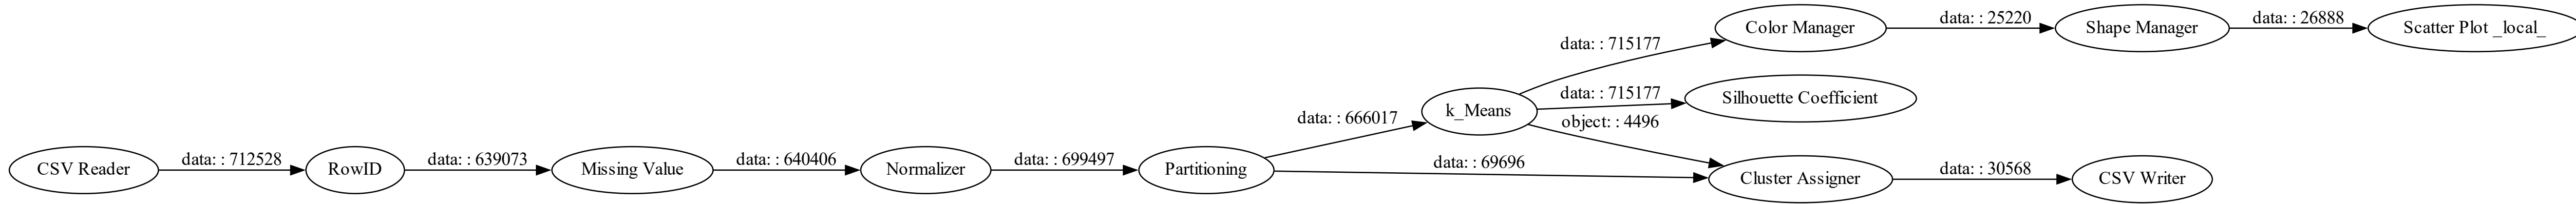 CSV Reader
data: : 712528
RowID
data: : 639073
Missing Value
data: : 640406
Normalizer
data: : 699497
Partitioning
data: : 666017
data: : 69696
k_Means
data: : 715177
data: : 715177
object: : 4496
Color Manager
data: : 25220
Shape Manager
data: : 26888
Scatter Plot _local_
Silhouette Coefficient
Cluster Assigner
data: : 30568
CSV Writer